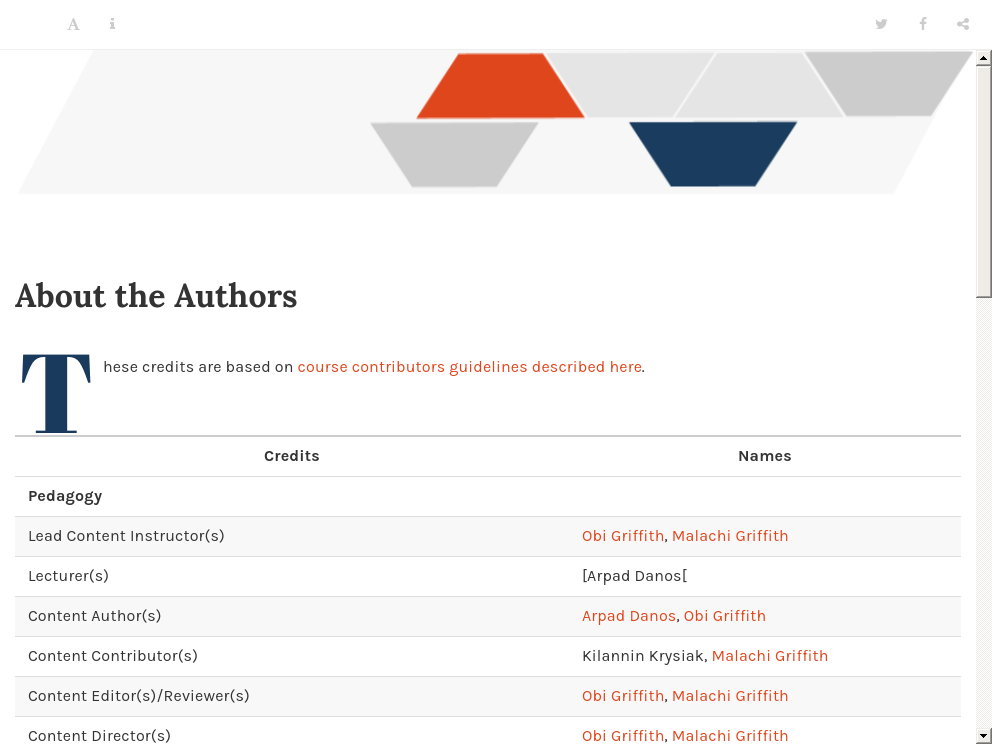 A i
About the Authors
These credits are based on course contributors guidelines described here.
Credits Names
Pedagogy
Lead Content Instructor(s) Obi Griffith, Malachi Griffith
Lecturer(s) [Arpad Danos[
Content Author(s) Arpad Danos, Obi Griffith
Content Contributor(s) Kilannin Krysiak, Malachi Griffith
Content Editor(s)/Reviewer(s) Obi Griffith, Malachi Griffith
Content Director(s) Obi Griffith, Malachi Griffith